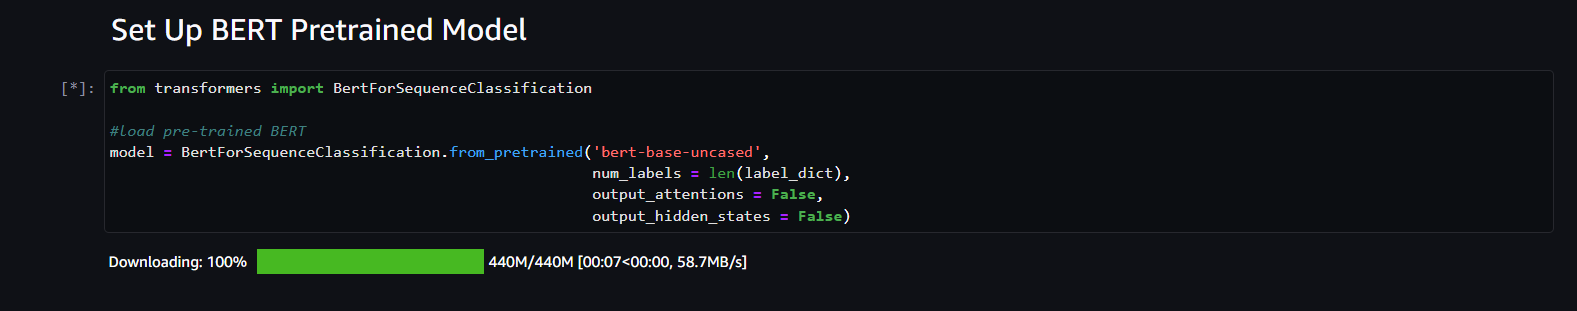 Set Up BERT Pretrained Model
[*]: from transformers import BertForSequenceClassification
#load pre-trained BERT
model = BertForSequenceClassification.from_pretrained('bert-base-uncased',
num_labels = len(label_dict),
output_attentions = False,
output_hidden_states = False)
Downloading: 100% 440M/440M [00:07<00:00, 58.7MB/s]